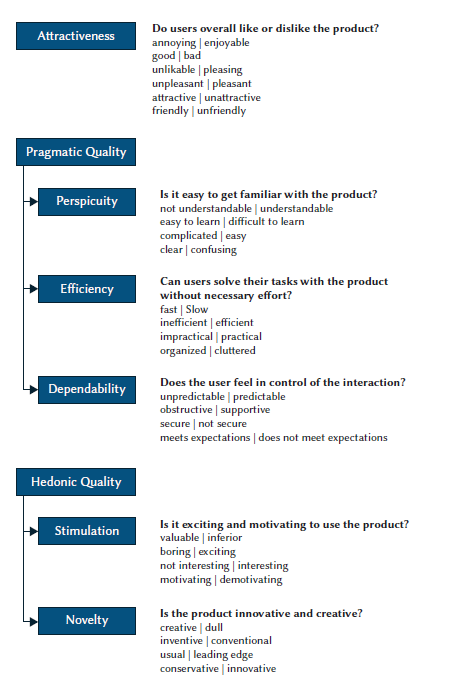 Attractiveness
Do users overall like or dislike the product?
annoying | enjoyable
good | bad
unlikable | pleasing
unpleasant | pleasant
attractive | unattractive
friendly | unfriendly
Pragmatic Quality
Perspicuity
Is it easy to get familiar with the product?
not understandable | understandable
easy to learn | difficult to learn
complicated | easy
clear | confusing
Efficiency
Can users solve their tasks with the product
without necessary effort?
fast | Slow
inefficient | efficient
impractical | practical
organized | cluttered
Dependability
Does the user feel in control of the interaction?
unpredictable | predictable
obstructive | supportive
secure | not secure
meets expectations | does not meet expectations
Hedonic Quality
Stimulation
Is it exciting and motivating to use the product?
valuable | inferior
boring | exciting
not interesting | interesting
motivating | demotivating
Novelty
Is the product innovative and creative?
creative | dull
inventive | conventional
usual | leading edge
conservative | innovative